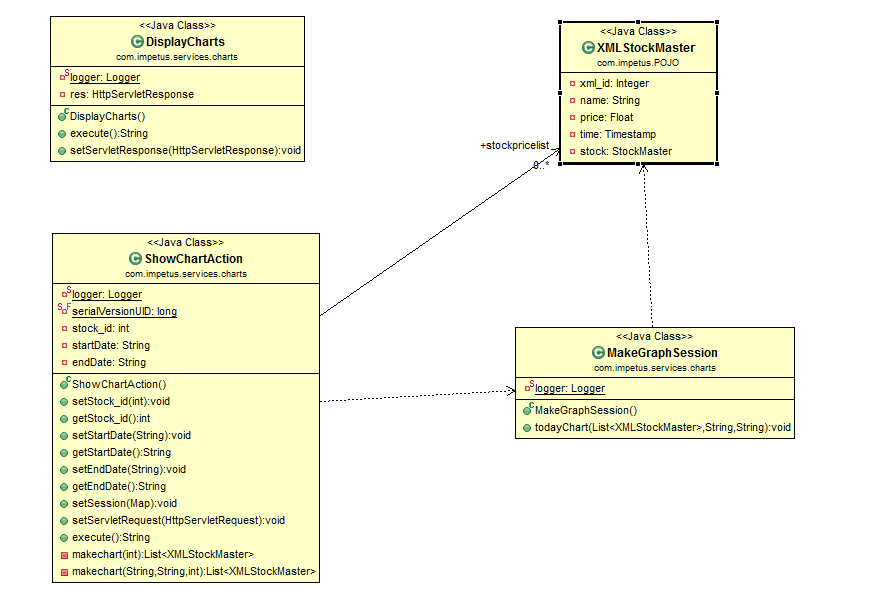 <<Java Class>>
DisplayCharts
com.impetus.services.charts
logger: Logger
res: HttpServletResponse
DisplayCharts()
execute():String
setServletResponse(HttpServletResponse):void
<<Java Class>>
XMLStockMaster
com.impetus.POJO
xml_id: Integer
name: String
price: Float
time: Timestamp
stock: StockMaster
+stockpricelist
0..*
<<Java Class>>
ShowChartAction
com.impetus.services.charts
logger: Logger
serialVersionUID: long
stock_id: int
startDate: String
endDate: String
ShowChartAction()
setStock_id(int):void
getStock_id():int
setStartDate(String):void
getStartDate():String
setEndDate(String):void
getEndDate():String
setSession(Map):void
setServletRequest(HttpServletRequest):void
execute():String
makechart(int):List<XMLStockMaster>
makechart(String,String,int):List<XMLStockMaster>
<<Java Class>>
MakeGraphSession
com.impetus.services.charts
logger: Logger
MakeGraphSession()
todayChart(List<XMLStockMaster>,String,String):void